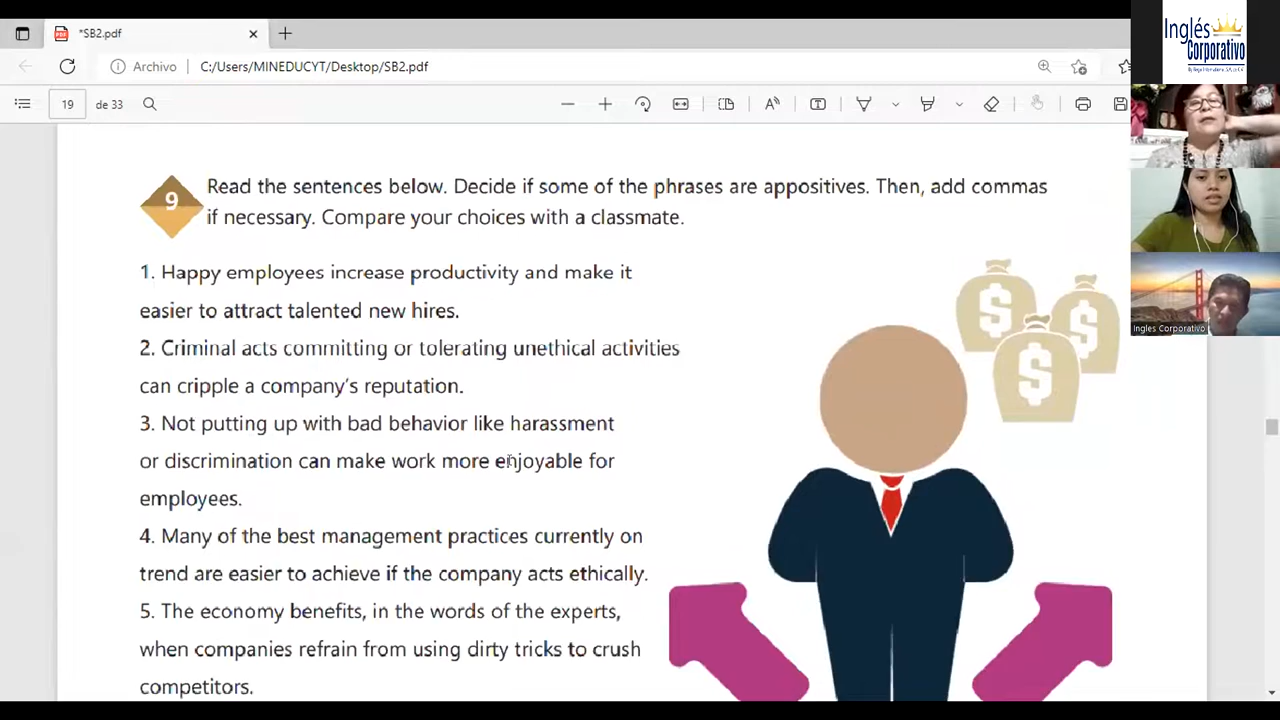 *SB2.pdf
Archivo
C:/Users/MINEDUCYT/Desktop/SB2.pdf
19
de 33
9
Read the sentences below. Decide if some of the phrases are appositives. Then, add commas
if necessary. Compare your choices with a classmate.
1. Happy employees increase productivity and make it
easier to attract talented new hires.
2. Criminal acts committing or tolerating unethical activities
can cripple a company’s reputation.
3. Not putting up with bad behavior like harassment
or discrimination can make work more enjoyable for
employees.
4. Many of the best management practices currently on
trend are easier to achieve if the company acts ethically.
5. The economy benefits, in the words of the experts,
when companies refrain from using dirty tricks to crush
competitors.
$
$
$
Inglés
Corporativo
Ingles Corporativo